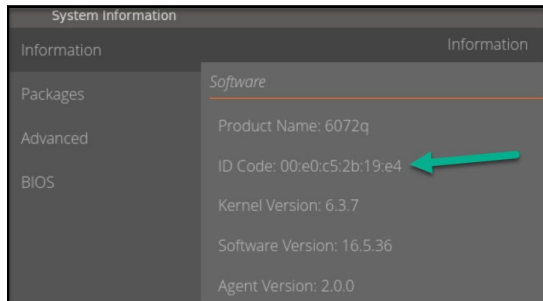 System Information
Information
Packages
Advanced
BIOS
Information
Software
Product Name: 6072q
ID Code: 00:e0:c5:2b:19:e4
Kernel Version: 6.3.7
Software Version: 16.5.36
Agent Version: 2.0.0